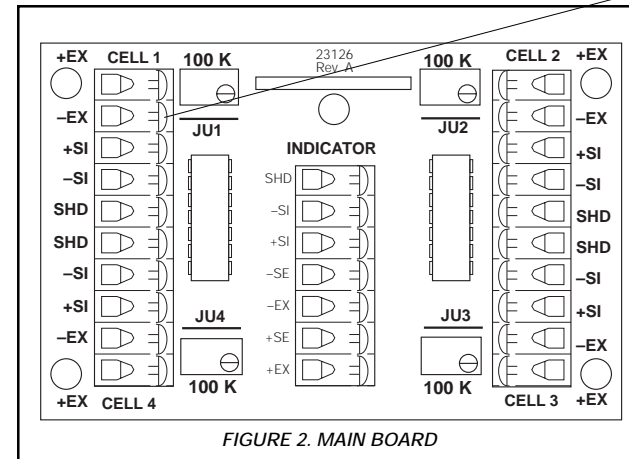 +EX CELL 1 100 K 23126 100 K CELL 2 +EX
Rev. A
–EX –EX
JU1 JU2
+SI +SI
INDICATOR
–SI SHD –SI
SHD –SI SHD
SHD +SI SHD
–SI –SE –SI
+SI –EX +SI
JU4 JU3
–EX +SE –EX
+EX
100 K 100 K
+EX CELL 4 CELL 3 +EX
FIGURE 2. MAIN BOARD